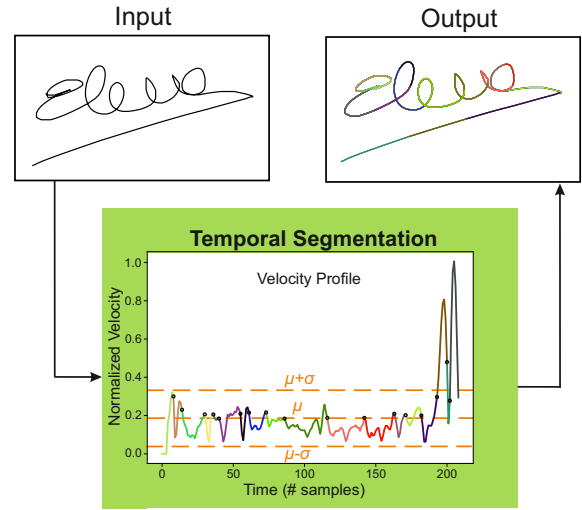 Input
Output
Temporal Segmentation
Velocity Profile
Normalized Velocity
1.0
0.8
0.6
0.4
0.2
0.0
μ+σ
μ
μ-σ
0
50
100
150
200
Time (# samples)